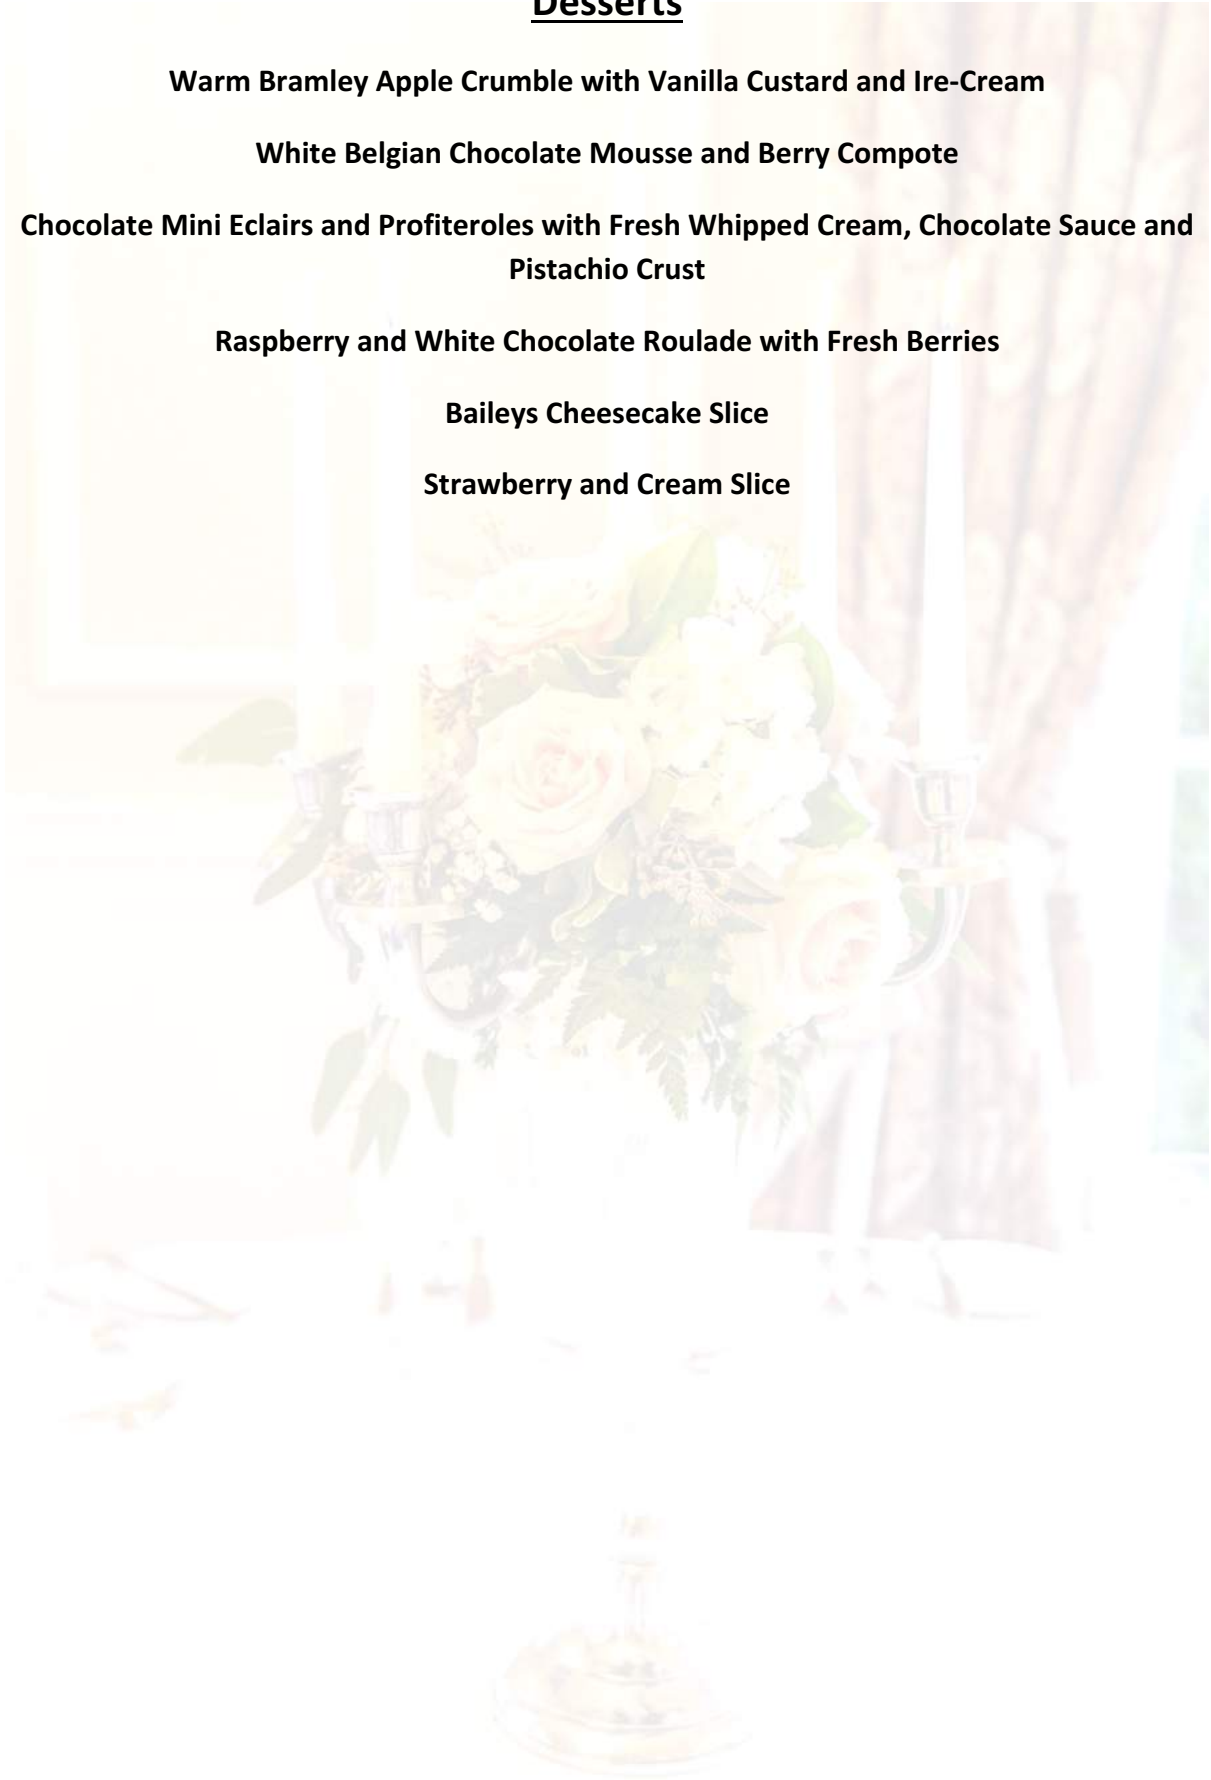 Desserts
Warm Bramley Apple Crumble with Vanilla Custard and Ire-Cream
White Belgian Chocolate Mousse and Berry Compote
Chocolate Mini Eclairs and Profiteroles with Fresh Whipped Cream, Chocolate Sauce and
Pistachio Crust
Raspberry and White Chocolate Roulade with Fresh Berries
Baileys Cheesecake Slice
Strawberry and Cream Slice